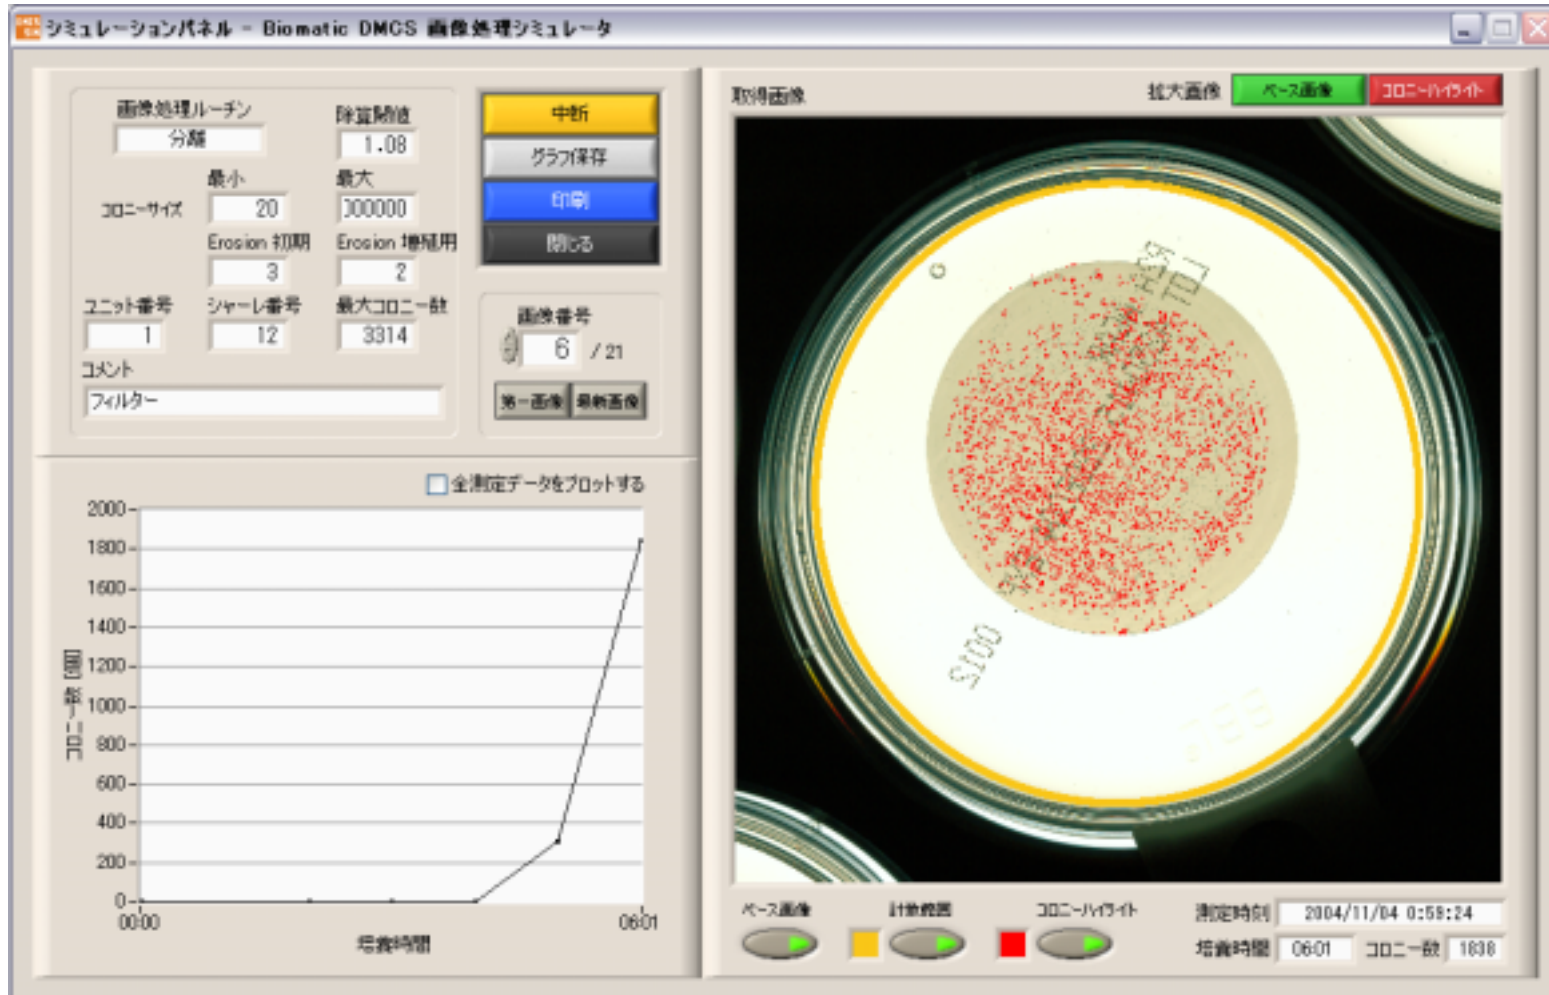 シミュレーションパネル - Biomatic DMCS 画像処理シミュレータ
画像処理ルーチン
分離
除算閾値
1.08
コロニーサイズ
最小
20
最大
000000
Erosion 初期
3
Erosion 増殖用
2
ユニット番号
1
シャーレ番号
12
最大コロニー数
3314
コメント
フィルター
中断
グラフ保存
印刷
閉じる
画像番号
6 / 21
第一画像
最新画像
全測定データをプロットする
コロニー数 [個]
2000
1800
1600
1400
1200
1000
800
600
400
200
0
00:00
06:01
培養時間
取得画像
拡大画像
ベース画像
コロニーハイライト
0012
ベース画像
計数範囲
コロニーハイライト
測定時刻 2004/11/04 0:59:24
培養時間 06:01
コロニー数 1838